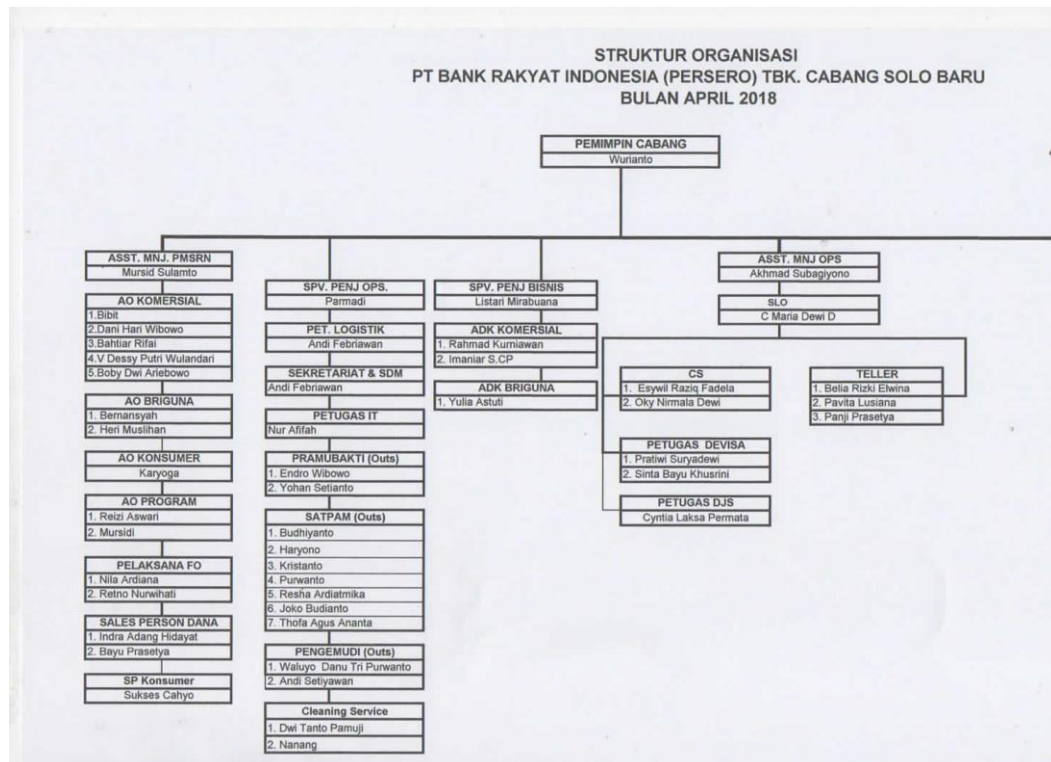 STRUKTUR ORGANISASI
PT BANK RAKYAT INDONESIA (PERSERO) TBK. CABANG SOLO BARU
BULAN APRIL 2018
PEMIMPIN CABANG
Wurianto
ASST. MNJ. PMSRN
Mursid Sulamto
AO KOMERSIAL
1.Bibit
2.Dani Hari Wibowo
3.Bahtiar Rifai
4.V Dessy Putri Wulandari
5.Boby Dwi Ariebowo
AO BRIGUNA
1. Bernansyah
2. Heri Muslihan
AO KONSUMER
Karyoga
AO PROGRAM
1. Reizi Aswari
2. Mursidi
PELAKSANA FO
1. Nila Ardiana
2. Retno Nurwihati
SALES PERSON DANA
1. Indra Adang Hidayat
2. Bayu Prasetya
SP Konsumer
Sukses Cahyo
SPV. PENJ OPS.
Parmadi
PET. LOGISTIK
Andi Febriawan
SEKRETARIAT & SDM
Andi Febriawan
PETUGAS IT
Nur Afifah
PRAMUBAKTI (Outs)
1. Endro Wibowo
2. Yohan Setianto
SATPAM (Outs)
1. Budhiyanto
2. Haryono
3. Kristanto
4. Purwanto
5. Resha Ardiatmika
6. Joko Budianto
7. Thofa Agus Ananta
PENGEMUDI (Outs)
1. Waluyo Danu Tri Purwanto
2. Andi Setiyawan
Cleaning Service
1. Dwi Tanto Pamuji
2. Nanang
SPV. PENJ BISNIS
Listari Mirabuana
ADK KOMERSIAL
1. Rahmad Kurniawan
2. Imaniar S.CP
ADK BRIGUNA
1. Yulia Astuti
ASST. MNJ OPS
Akhmad Subagiyono
SLO
C Maria Dewi D
CS
1. Esywil Raziq Fadela
2. Oky Nirmala Dewi
PETUGAS DEVISA
1. Pratiwi Suryadewi
2. Sinta Bayu Khusrini
PETUGAS DJS
Cyntia Laksa Permata
TELLER
1. Belia Rizki Elwina
2. Pavita Lusiana
3. Panji Prasetya